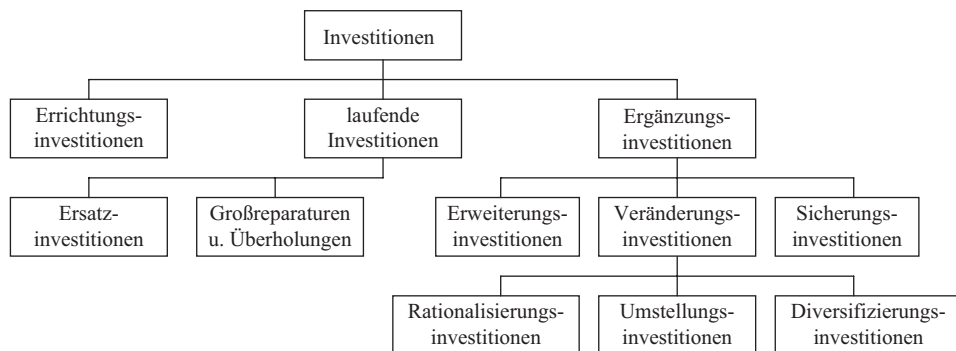 Investitionen
Errichtungs-
investitionen
laufende
Investitionen
Ergänzungs-
investitionen
Ersatz-
investitionen
Großreparaturen
u. Überholungen
Erweiterungs-
investitionen
Veränderungs-
investitionen
Sicherungs-
investitionen
Rationalisierungs-
investitionen
Umstellungs-
investitionen
Diversifizierungs-
investitionen